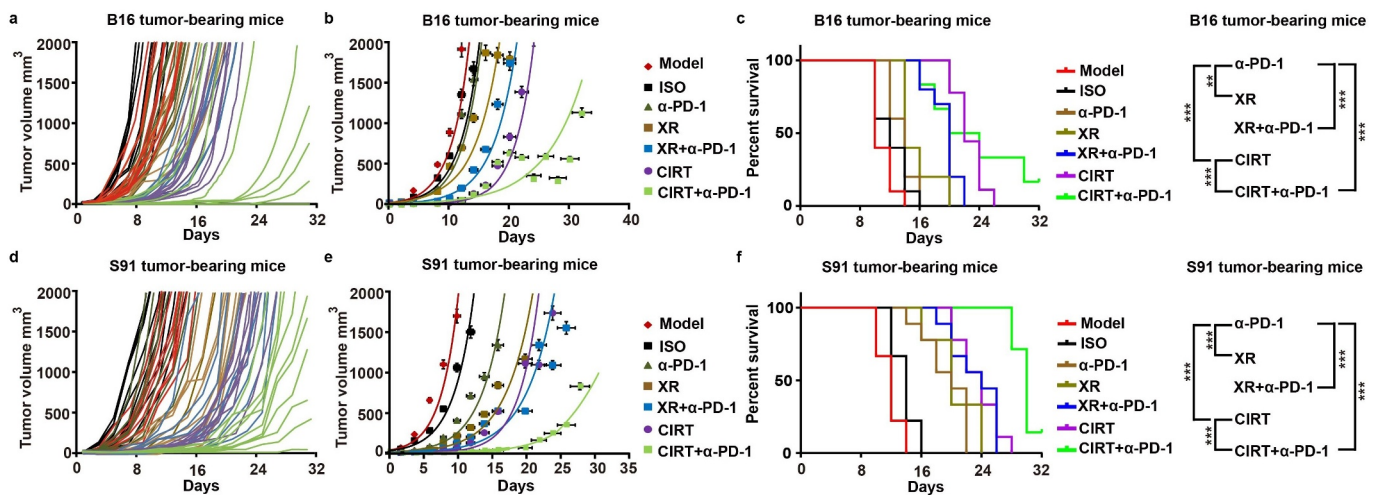 a
B16 tumor-bearing mice
Tumor volume mm3
2000
1500
1000
500
0
0
8
16
24
32
Days
b
B16 tumor-bearing mice
Tumor volume mm3
2000
1500
1000
500
0
0
10
20
30
40
Days
Model
ISO
α-PD-1
XR
XR+α-PD-1
CIRT
CIRT+α-PD-1
c
B16 tumor-bearing mice
Percent survival
100
50
0
0
8
16
24
32
Days
Model
ISO
α-PD-1
XR
XR+α-PD-1
CIRT
CIRT+α-PD-1
B16 tumor-bearing mice
α-PD-1
XR
XR+α-PD-1
CIRT
CIRT+α-PD-1
***
**
***
***
***
d
S91 tumor-bearing mice
Tumor volume mm3
2000
1500
1000
500
0
0
8
16
24
32
Days
e
S91 tumor-bearing mice
Tumor volume mm3
2000
1500
1000
500
0
0
5
10
15
20
25
30
35
Days
Model
ISO
α-PD-1
XR
XR+α-PD-1
CIRT
CIRT+α-PD-1
f
S91 tumor-bearing mice
Percent survival
100
50
0
0
8
16
24
32
Days
Model
ISO
α-PD-1
XR
XR+α-PD-1
CIRT
CIRT+α-PD-1
S91 tumor-bearing mice
α-PD-1
XR
XR+α-PD-1
CIRT
CIRT+α-PD-1
***
***
***
***
***